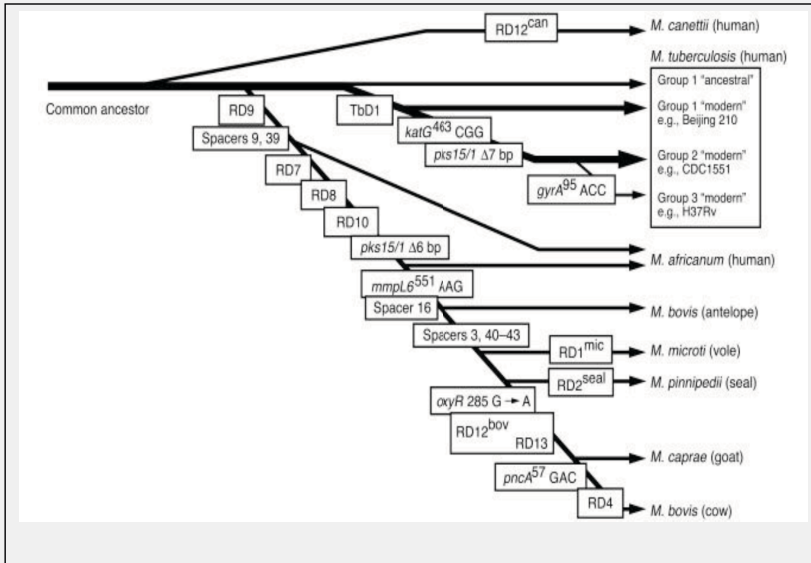 RD12can
M. canettii (human)
M. tuberculosis (human)
Common ancestor
RD9
TbD1
Group 1 "ancestral"
Group 1 "modern"
e.g., Beijing 210
Spacers 9, 39
katG463 CGG
pks15/1 Δ7 bp
Group 2 "modern"
e.g., CDC1551
RD7
gyrA95 ACC
RD8
Group 3 "modern"
e.g., H37Rv
RD10
pks15/1 Δ6 bp
M. africanum (human)
mmpL6551 AAG
Spacer 16
M. bovis (antelope)
Spacers 3, 40–43
RD1mic
M. microti (vole)
RD2seal
M. pinnipedii (seal)
oxyR 285 G → A
RD12bov
RD13
M. caprae (goat)
pncA57 GAC
RD4
M. bovis (cow)